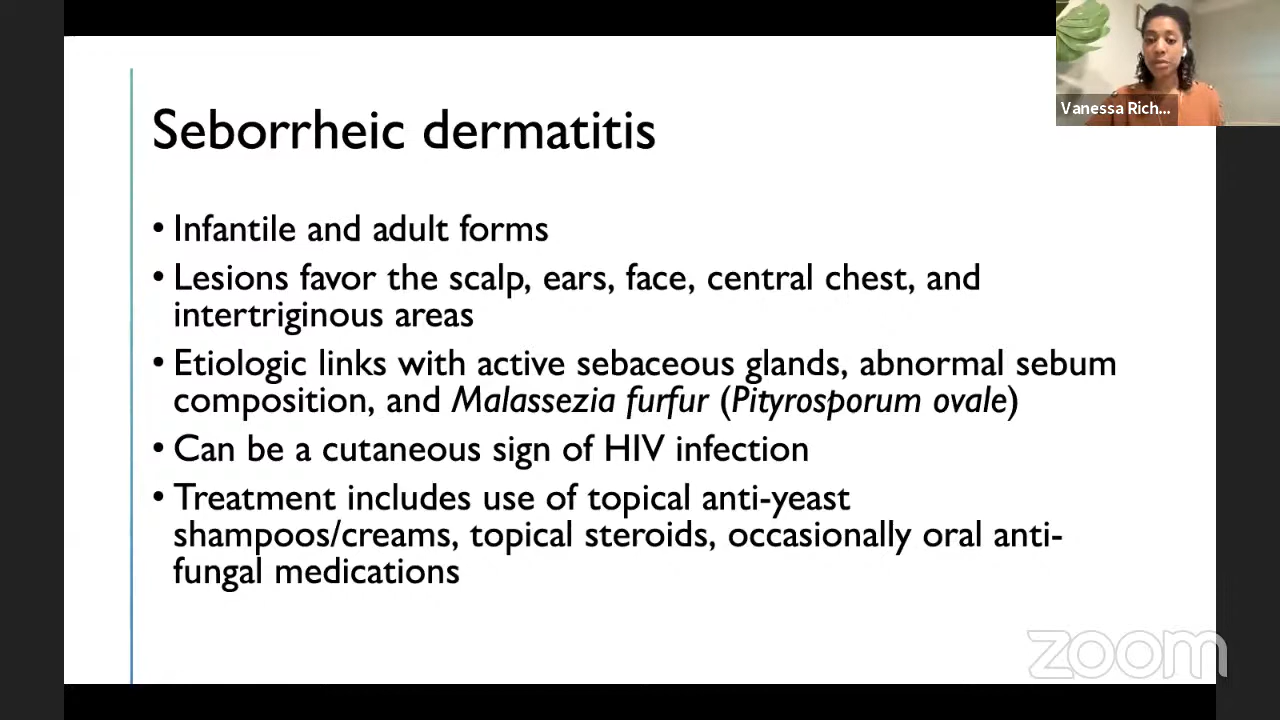 Vanessa Rich...
Seborrheic dermatitis
• Infantile and adult forms
• Lesions favor the scalp, ears, face, central chest, and
intertriginous areas
• Etiologic links with active sebaceous glands, abnormal sebum
composition, and Malassezia furfur (Pityrosporum ovale)
• Can be a cutaneous sign of HIV infection
• Treatment includes use of topical anti-yeast
shampoos/creams, topical steroids, occasionally oral anti-
fungal medications
zoom